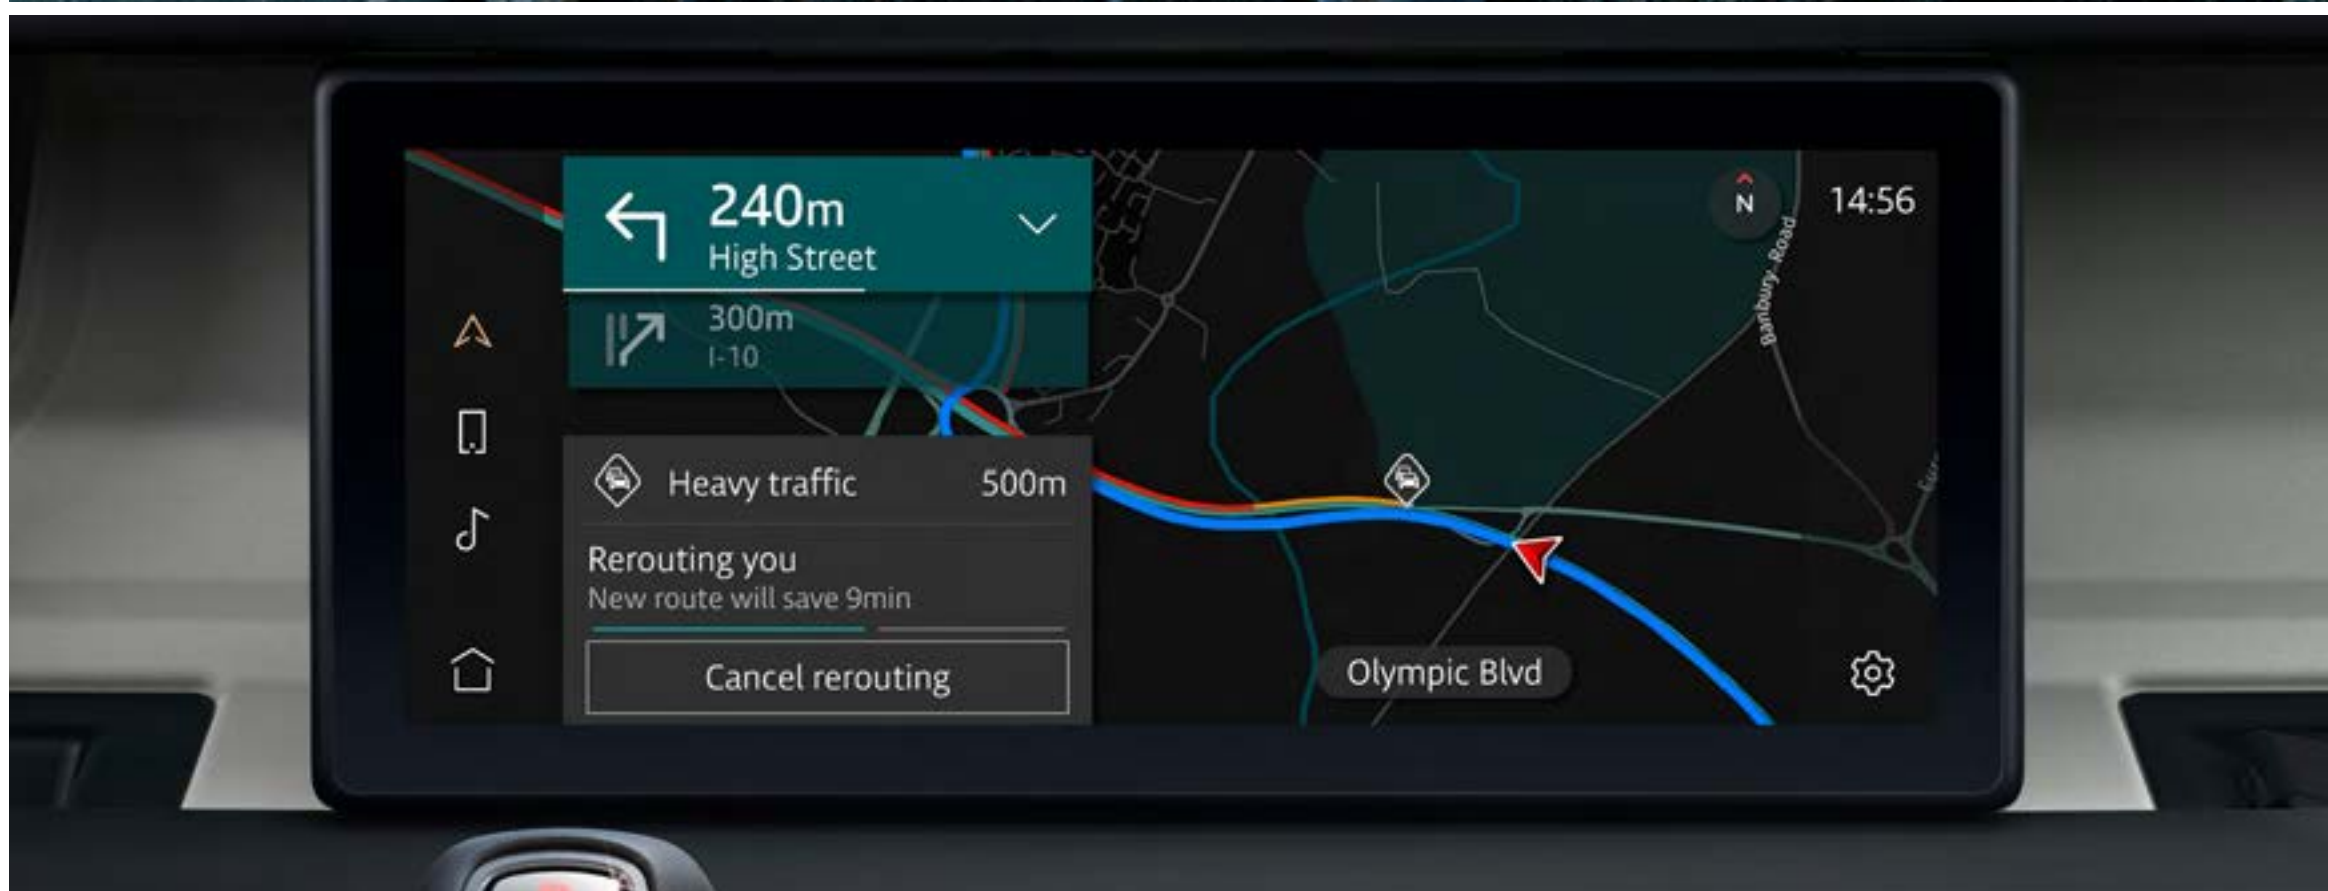 240m
High Street
300m
I-10
Heavy traffic
500m
Rerouting you
New route will save 9min
Cancel rerouting
N
14:56
Banbury Road
Olympic Blvd